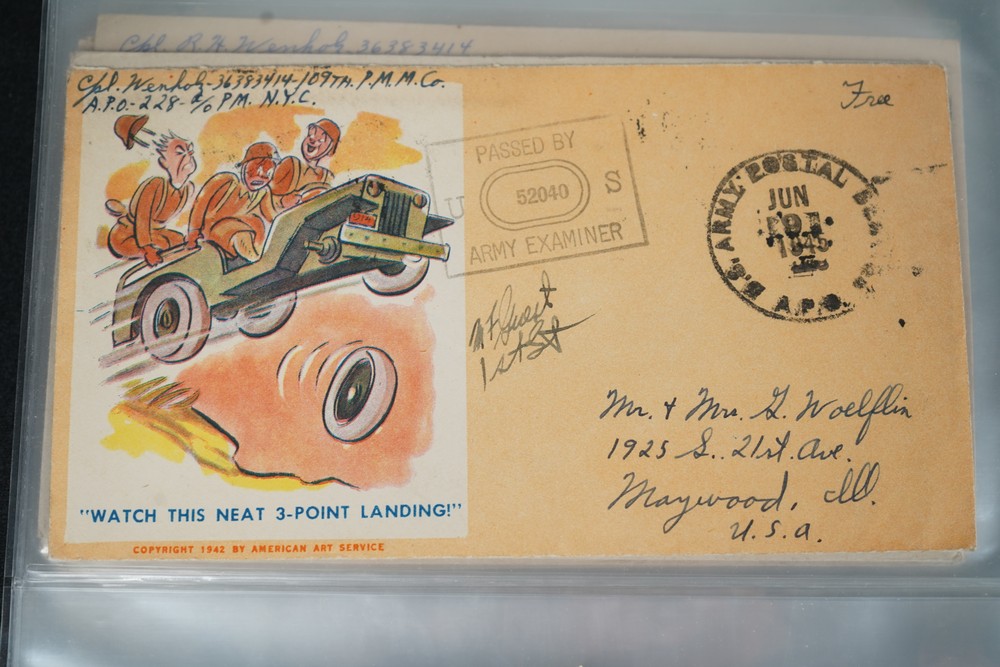 Cpl. R. H. Wenholz 36383414
Cpl. Wenholz-36383414-109TH. P.M.M.Co.
A.P.O.-228-c/o P.M. N.Y.C.
Free
PASSED BY
U 52040 S
ARMY EXAMINER
U.S. ARMY POSTAL
A.P.O.
JUN
1945
1st Lt
Mr. + Mrs. G. Woelflin
1925 S. 21st. Ave.
Maywood, Ill.
U.S.A.
"WATCH THIS NEAT 3-POINT LANDING!"
COPYRIGHT 1942 BY AMERICAN ART SERVICE